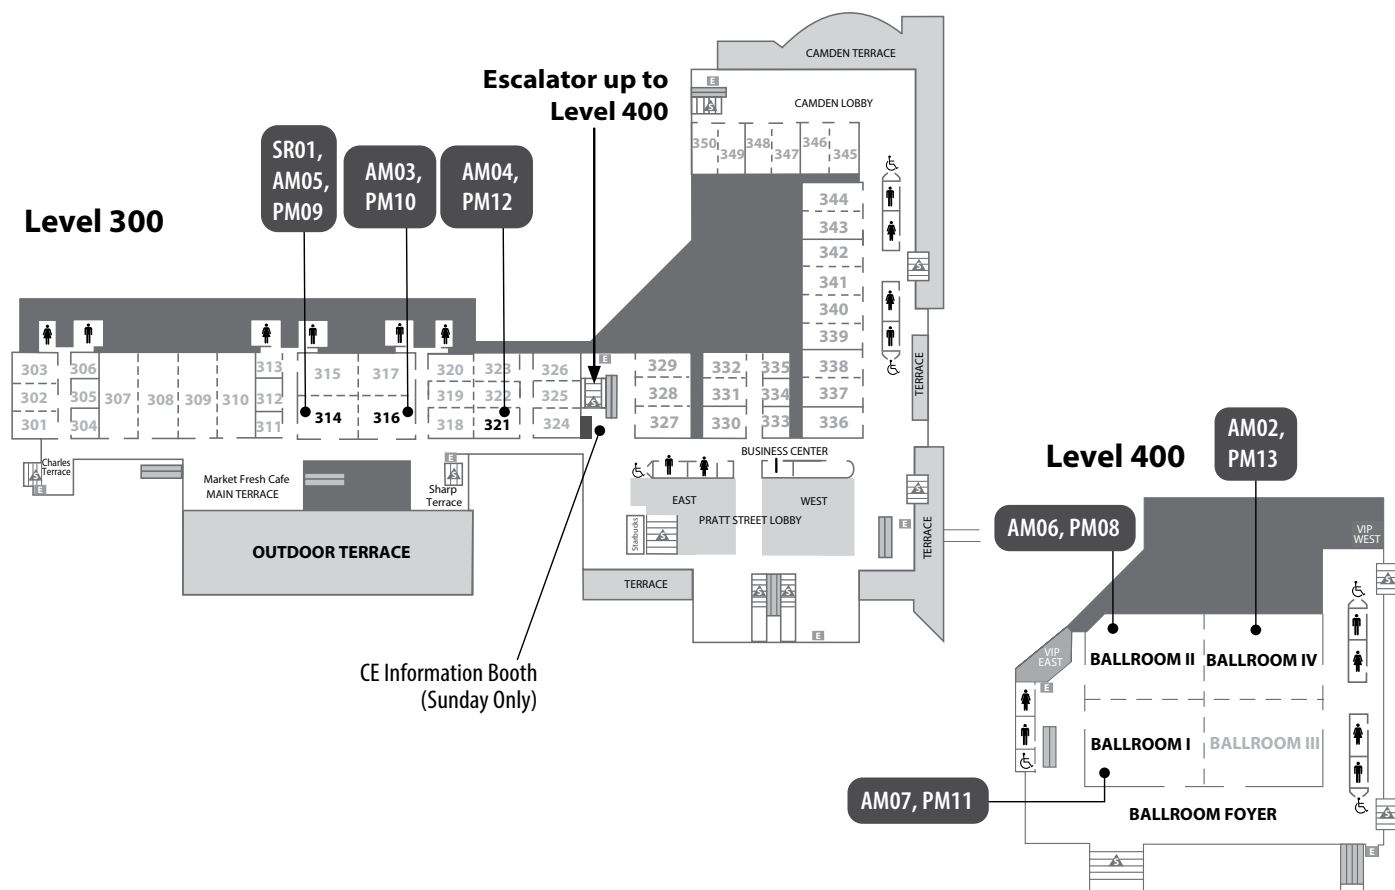 CAMDEN TERRACE
Escalator up to
Level 400
E
CAMDEN LOBBY
S
SR01,
AM05,
PM09
AM03,
PM10
AM04,
PM12
350
349
348
347
346
345
Level 300
344
343
342
341
340
339
338
337
336
S
303
302
301
306
305
304
307
308
309
310
313
312
311
315
314
317
316
320
319
318
323
322
321
326
325
324
E
S
329
328
327
332
331
330
335
334
333
TERRACE
BUSINESS CENTER
Charles
Terrace
S
E
Market Fresh Cafe
MAIN TERRACE
E
S
Sharp
Terrace
OUTDOOR TERRACE
EAST
WEST
PRATT STREET LOBBY
Starbucks
S
S
E
TERRACE
TERRACE
S
S
E
CE Information Booth
(Sunday Only)
Level 400
AM02,
PM13
AM06, PM08
VIP
WEST
S
VIP
EAST
E
BALLROOM II
BALLROOM IV
BALLROOM I
BALLROOM III
AM07, PM11
BALLROOM FOYER
S
E
S